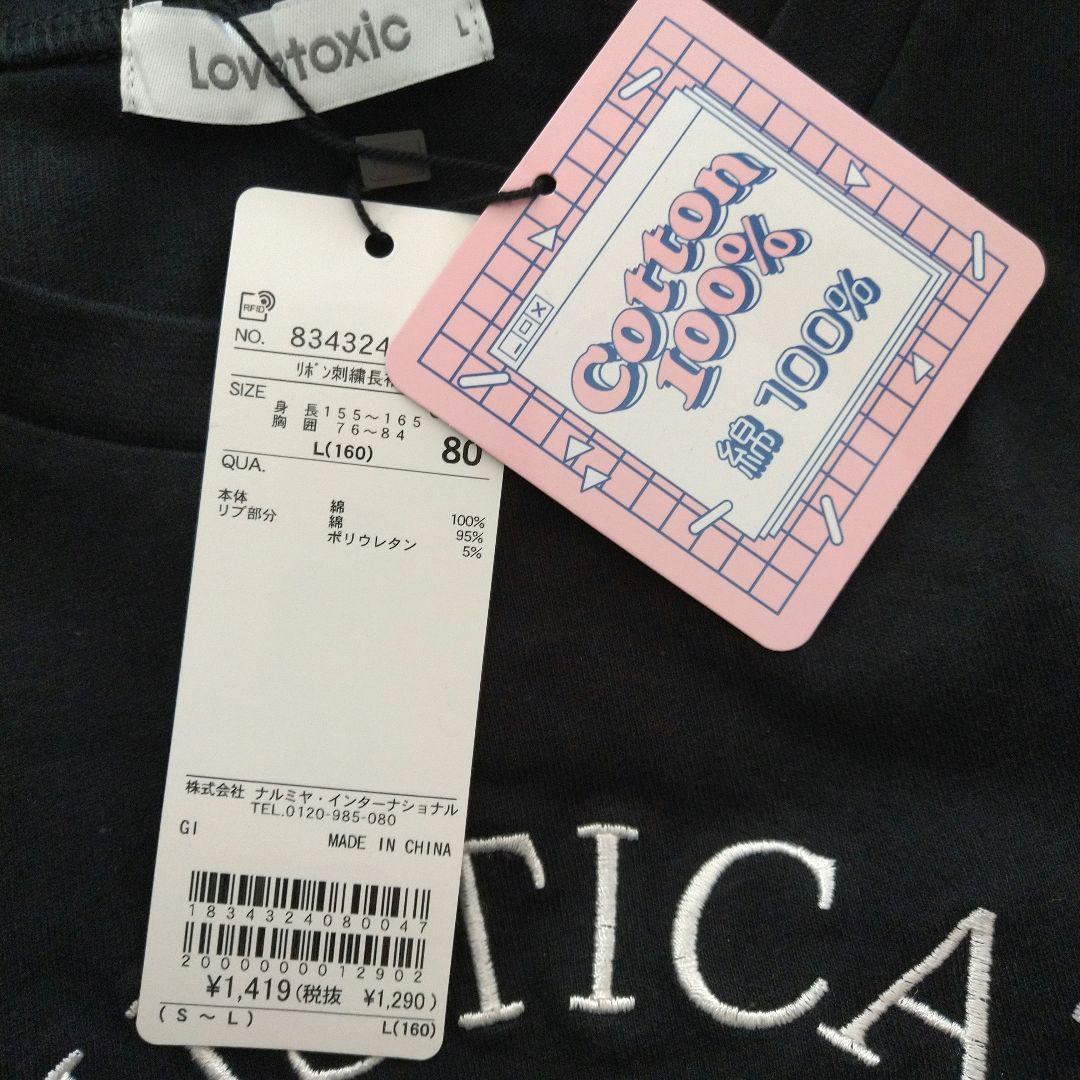 Lovetoxic
L
Cotton
100%
綿 100%
RFID
NO. 834324
ﾘﾎﾞﾝ刺繍長
SIZE
身 長 155～165
胸 囲 76～84
L(160) 80
QUA.
本体 綿 100%
リブ部分 綿 95%
ポリウレタン 5%
株式会社 ナルミヤ・インターナショナル
TEL.0120-985-080
GI
MADE IN CHINA
1834324080047
2000000012902
¥1,419(税抜 ¥1,290)
(S～L) L(160)
TICA